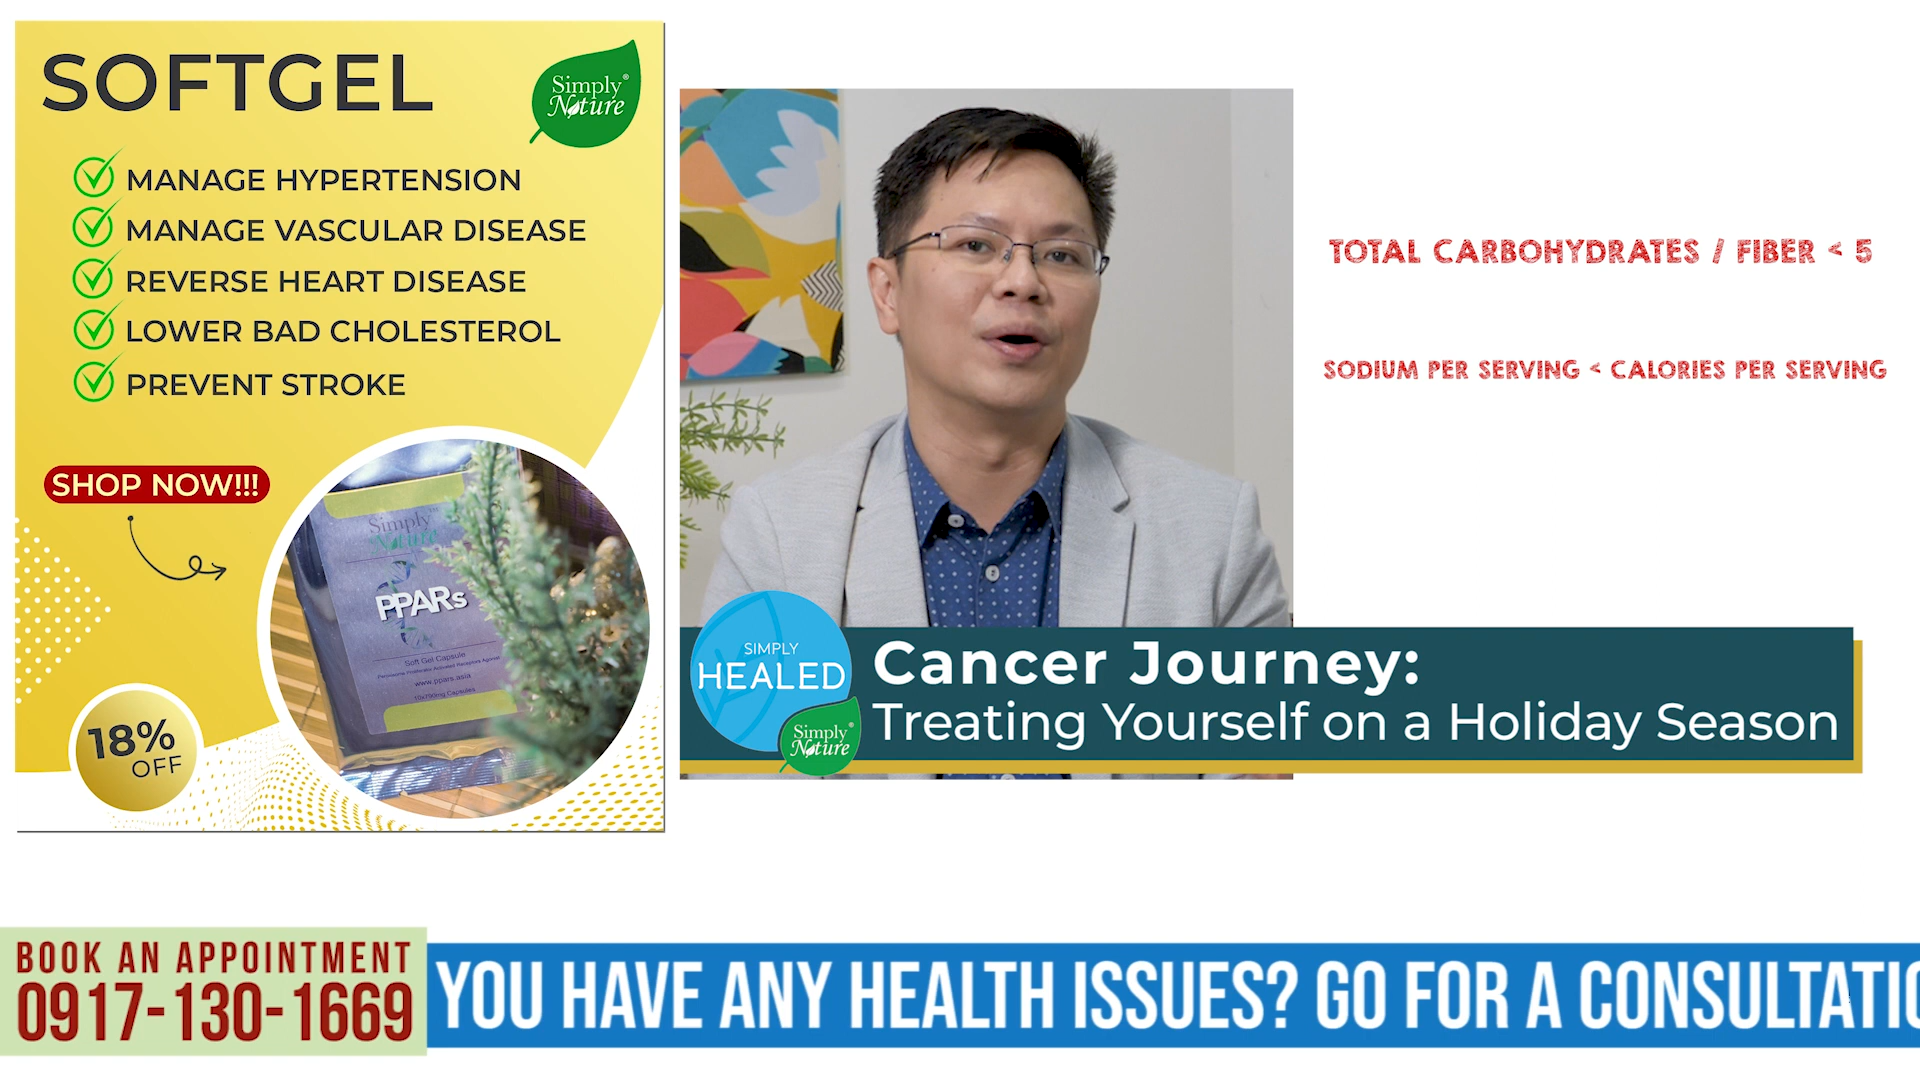 SOFTGEL
Simply®
Nature
MANAGE HYPERTENSION
MANAGE VASCULAR DISEASE
REVERSE HEART DISEASE
LOWER BAD CHOLESTEROL
PREVENT STROKE
SHOP NOW!!!
Simply
Nature
PPARs
Soft Gel Capsule
www.ppars.asia
18%
OFF
TOTAL CARBOHYDRATES / FIBER < 5
SODIUM PER SERVING < CALORIES PER SERVING
SIMPLY
HEALED
Simply®
Nature
Cancer Journey:
Treating Yourself on a Holiday Season
BOOK AN APPOINTMENT
0917-130-1669
YOU HAVE ANY HEALTH ISSUES? GO FOR A CONSULTATIO